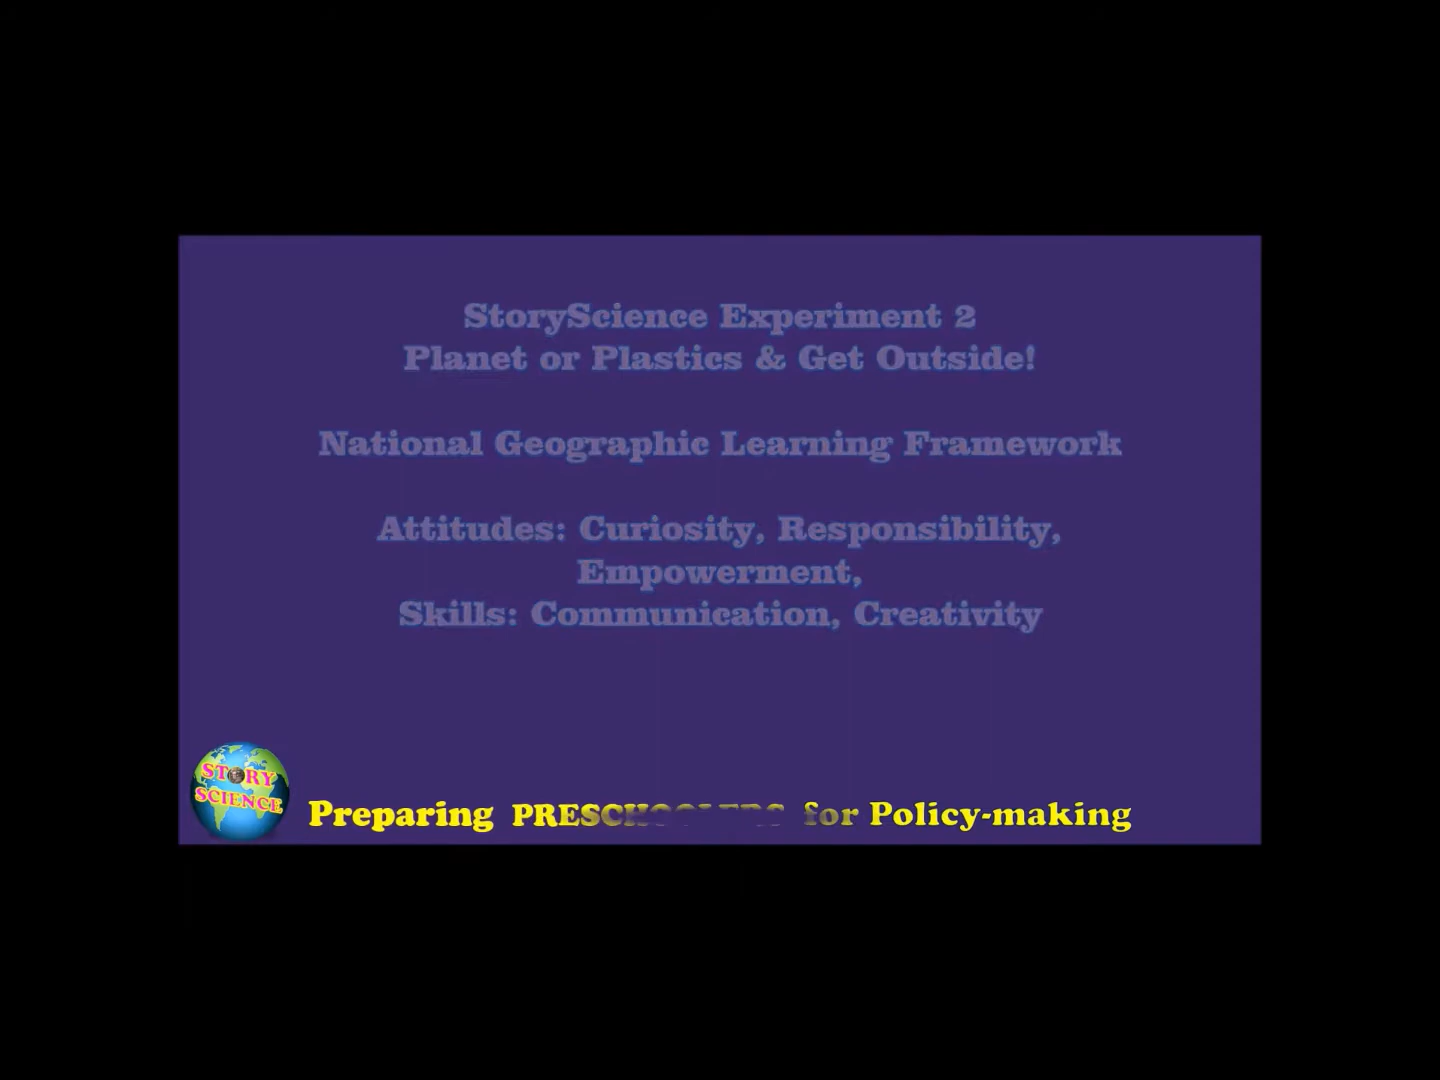 StoryScience Experiment 2
Planet or Plastics & Get Outside!
National Geographic Learning Framework
Attitudes: Curiosity, Responsibility,
Empowerment,
Skills: Communication, Creativity
STORY
SCIENCE
Preparing PRESCHOOLERS for Policy-making